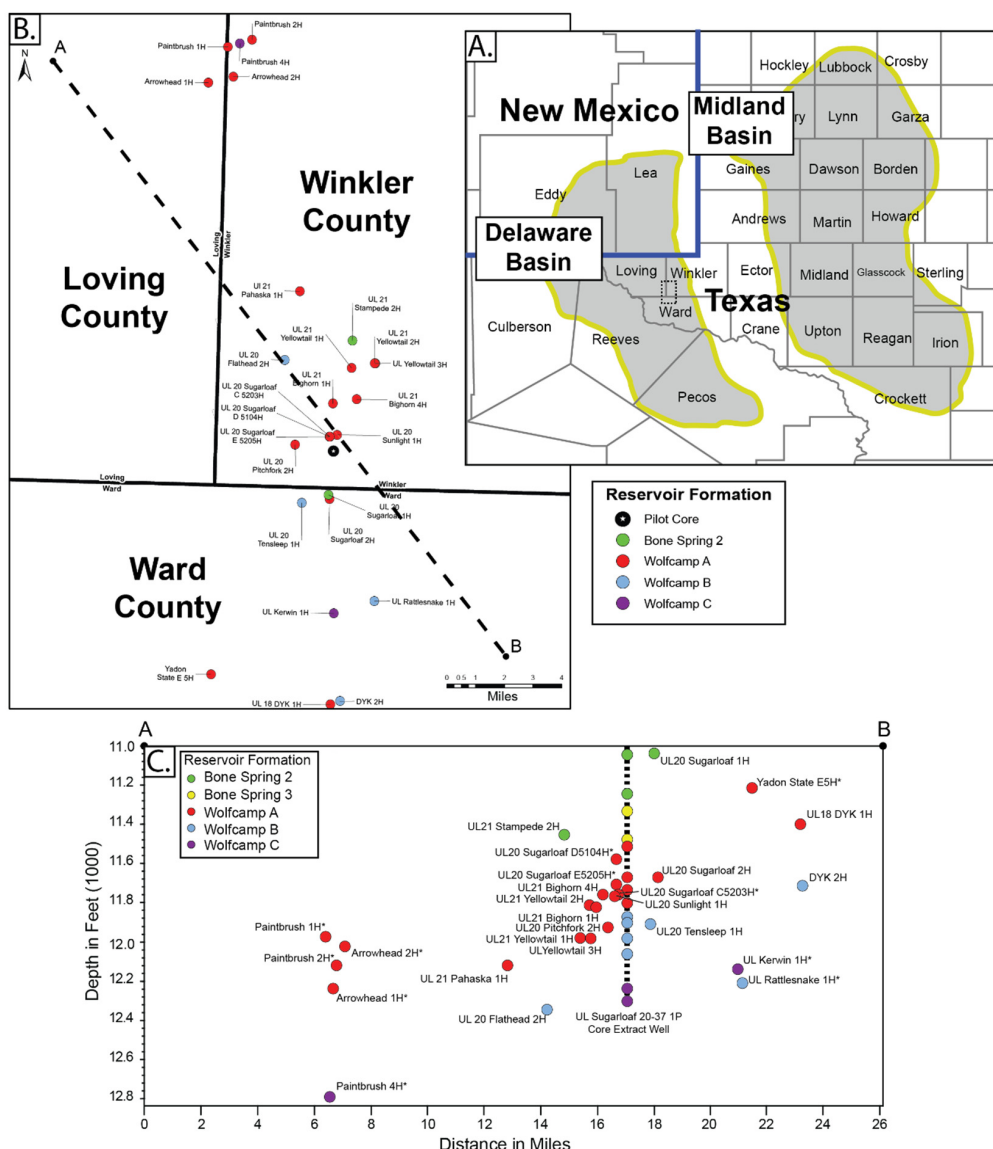 B.
N
A
Paintbrush 2H
Paintbrush 1H
Paintbrush 4H
Arrowhead 1H
Arrowhead 2H
Winkler
County
Loving
Winkler
Loving
County
Ul 21
Pahaska 1H
UL 21
Stampede 2H
UL 21
Yellowtail 1H
UL 21
Yellowtail 2H
UL 20
Flathead 2H
UL Yellowtail 3H
UL 21
Bighorn 1H
UL 20 Sugarloaf
C 5203H
UL 21
Bighorn 4H
UL 20 Sugarloaf
D 5104H
UL 20 Sugarloaf
E 5205H
UL 20
Sunlight 1H
UL 20
Pitchfork 2H
Loving
Ward
Winkler
Ward
UL 20
Sugarloaf 1H
UL 20
Tensleep 1H
UL 20
Sugarloaf 2H
Ward
County
UL Rattlesnake 1H
UL Kerwin 1H
Yadon
State E 5H
B
UL 18 DYK 1H
DYK 2H
0 0.5 1 2 3 4
Miles
A.
Hockley
Lubbock
Crosby
New Mexico
Midland
Basin
ry
Lynn
Garza
Lea
Gaines
Dawson
Borden
Eddy
Andrews
Martin
Howard
Delaware
Basin
Loving
Winkler
Ector
Midland
Glasscock
Sterling
Texas
Ward
Culberson
Crane
Upton
Reagan
Irion
Reeves
Pecos
Crockett
Reservoir Formation
Pilot Core
Bone Spring 2
Wolfcamp A
Wolfcamp B
Wolfcamp C
A
B
C.
Reservoir Formation
Bone Spring 2
Bone Spring 3
Wolfcamp A
Wolfcamp B
Wolfcamp C
11.0
11.2
11.4
11.6
11.8
12.0
12.2
12.4
12.6
12.8
Depth in Feet (1000)
UL20 Sugarloaf 1H
Yadon State E5H*
UL18 DYK 1H
UL21 Stampede 2H
UL20 Sugarloaf D5104H*
UL20 Sugarloaf E5205H*
UL20 Sugarloaf 2H
DYK 2H
UL21 Bighorn 4H
UL20 Sugarloaf C5203H*
UL21 Yellowtail 2H
UL20 Sunlight 1H
UL21 Bighorn 1H
UL20 Pitchfork 2H
UL20 Tensleep 1H
UL21 Yellowtail 1H
ULYellowtail 3H
Paintbrush 1H*
Arrowhead 2H*
Paintbrush 2H*
UL 21 Pahaska 1H
Arrowhead 1H*
UL Kerwin 1H*
UL Rattlesnake 1H*
UL 20 Flathead 2H
UL Sugarloaf 20-37 1P
Core Extract Well
Paintbrush 4H*
0 2 4 6 8 10 12 14 16 18 20 22 24 26
Distance in Miles